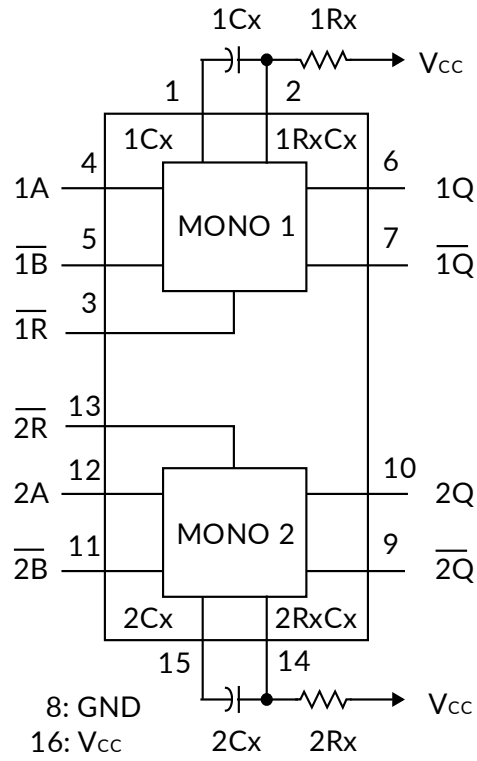 1Cx 1Rx
Vcc
1 2
1Cx 1RxCx
4 6
1A 1Q
MONO 1
5 7
1B̅ 1Q̅
3
1R̅
13
2R̅
12 10
2A 2Q
MONO 2
11 9
2B̅ 2Q̅
2Cx 2RxCx
15 14
8: GND Vcc
16: Vcc 2Cx 2Rx